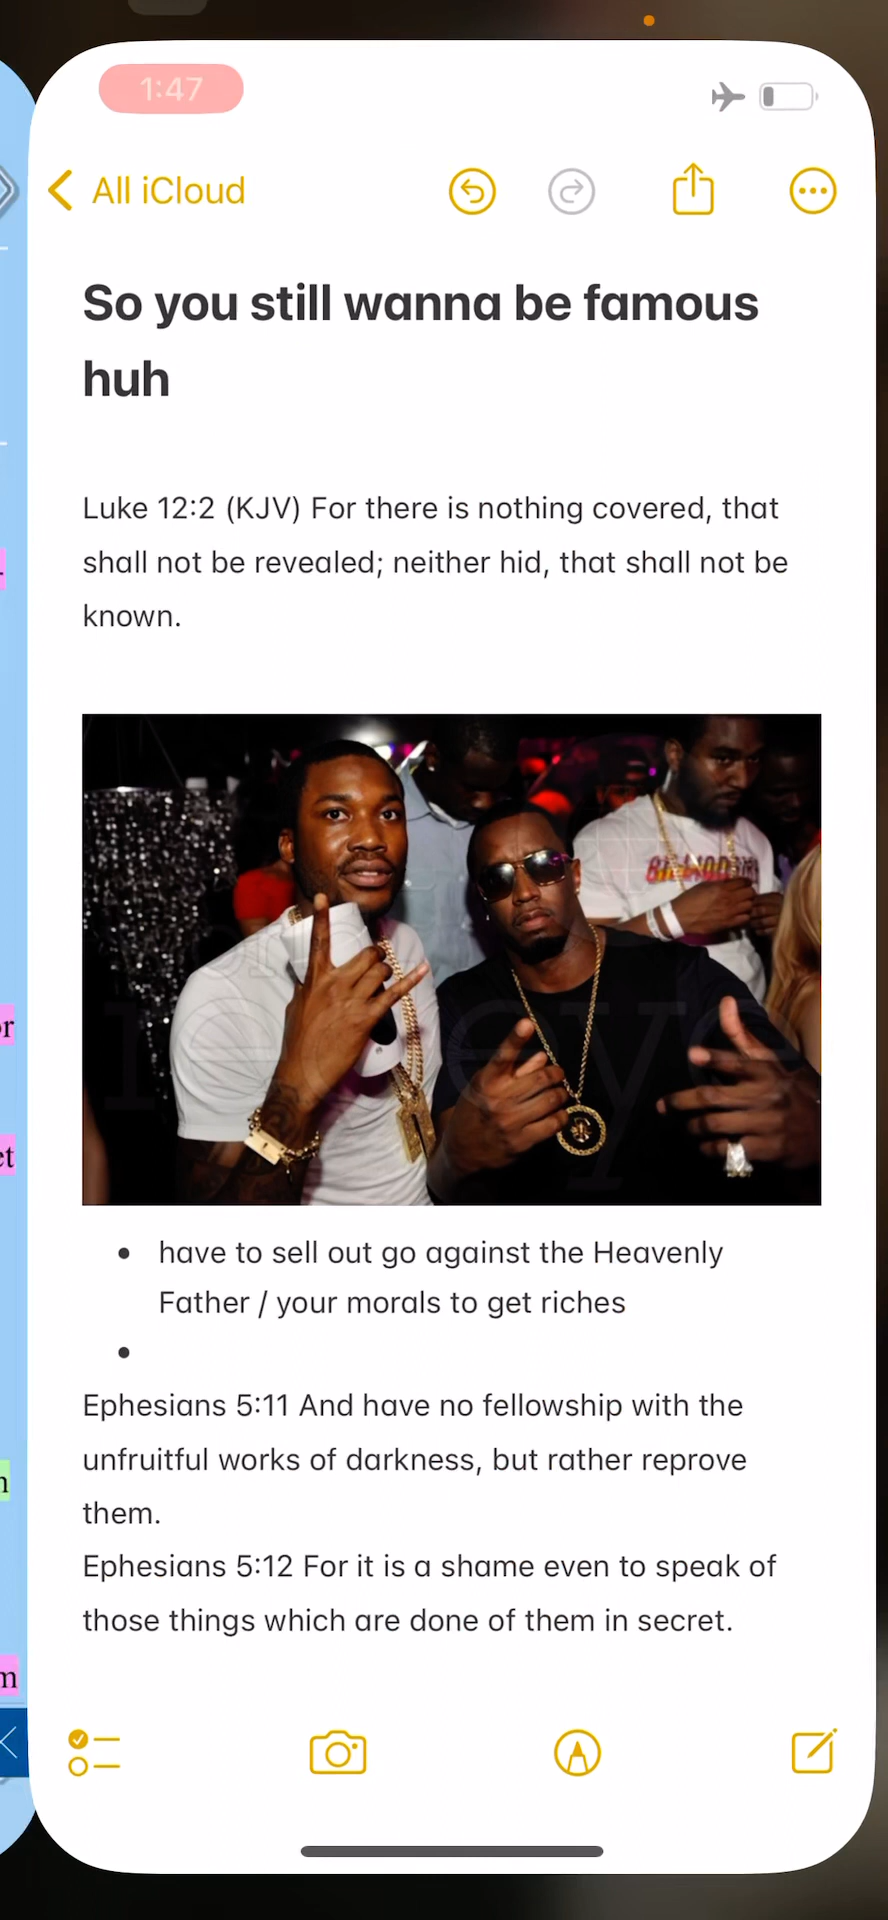 1:47
All iCloud
So you still wanna be famous
huh
Luke 12:2 (KJV) For there is nothing covered, that
shall not be revealed; neither hid, that shall not be
known.
have to sell out go against the Heavenly
Father / your morals to get riches
Ephesians 5:11 And have no fellowship with the
unfruitful works of darkness, but rather reprove
them.
Ephesians 5:12 For it is a shame even to speak of
those things which are done of them in secret.